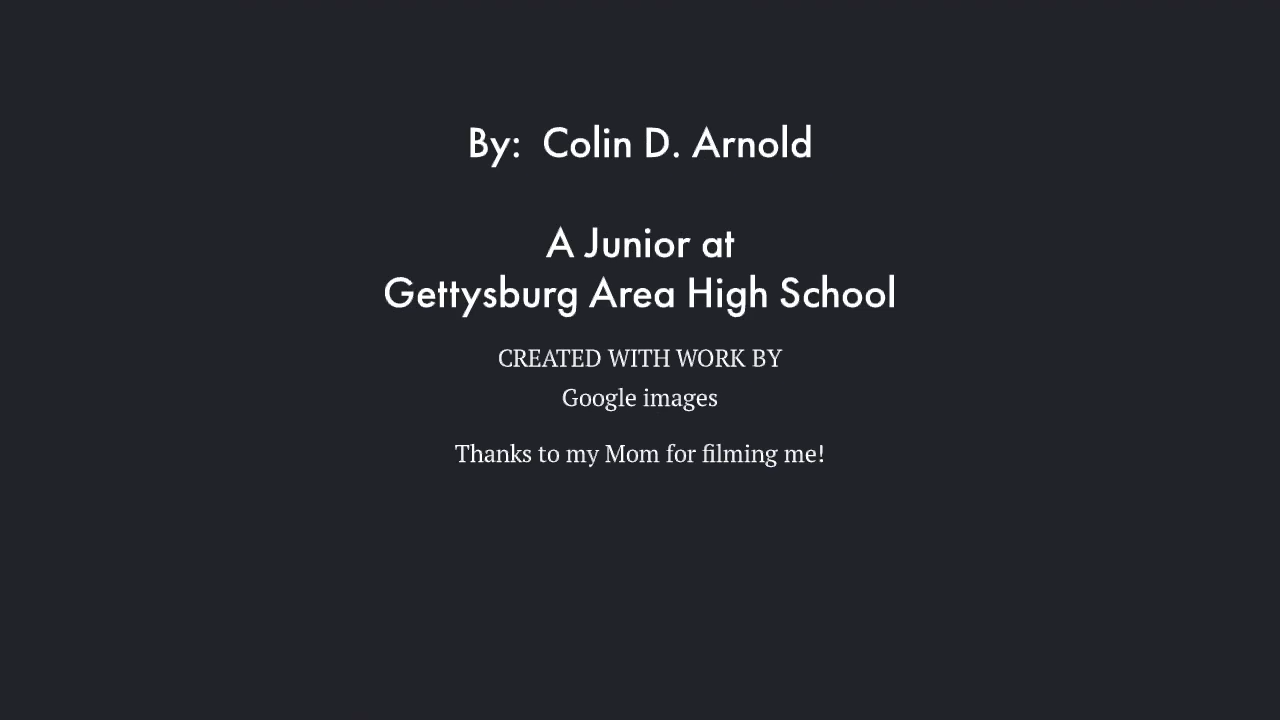 By:  Colin D. Arnold
A Junior at
Gettysburg Area High School
CREATED WITH WORK BY
Google images
Thanks to my Mom for filming me!